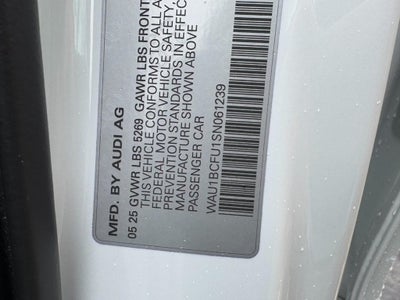 MFD. BY AUDI AG
05 25 GVWR LBS 5269 GAWR LBS FRONT
THIS VEHICLE CONFORMS TO ALL
FEDERAL MOTOR VEHICLE SAFETY,
PREVENTION STANDARDS IN EFFEC
MANUFACTURE SHOWN ABOVE
PASSENGER CAR
WAU1BCFU1SN061239